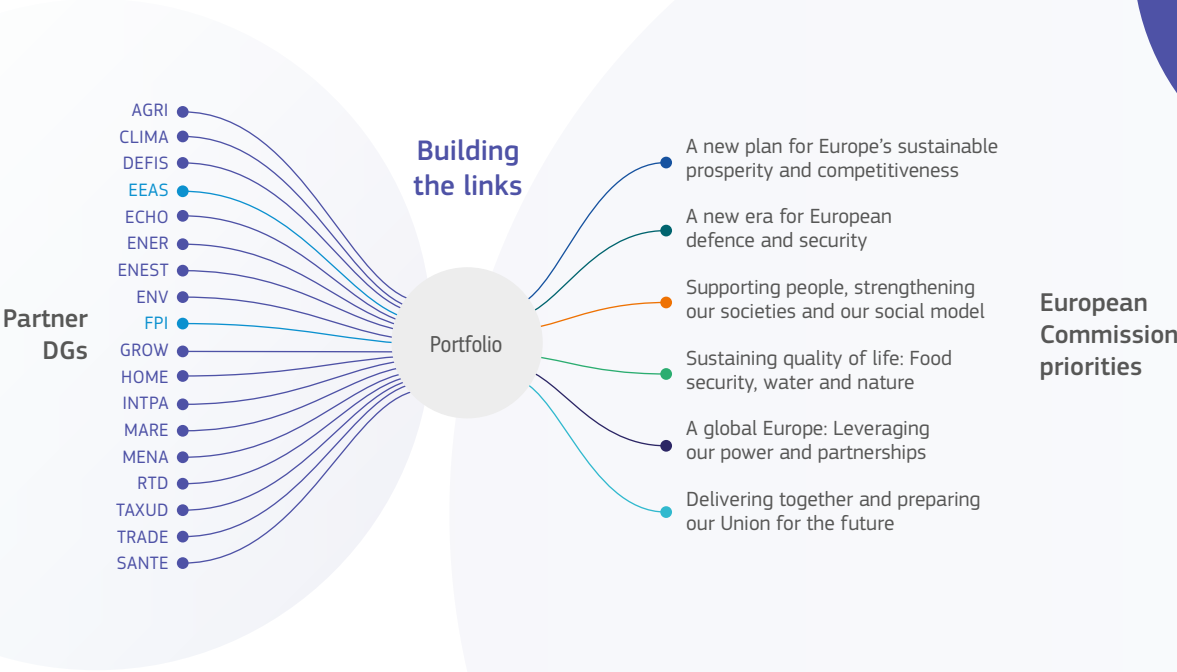 Partner
DGs
AGRI
CLIMA
DEFIS
EEAS
ECHO
ENER
ENEST
ENV
FPI
GROW
HOME
INTPA
MARE
MENA
RTD
TAXUD
TRADE
SANTE
Building
the links
Portfolio
A new plan for Europe’s sustainable
prosperity and competitiveness
A new era for European
defence and security
Supporting people, strengthening
our societies and our social model
Sustaining quality of life: Food
security, water and nature
A global Europe: Leveraging
our power and partnerships
Delivering together and preparing
our Union for the future
European
Commission
priorities